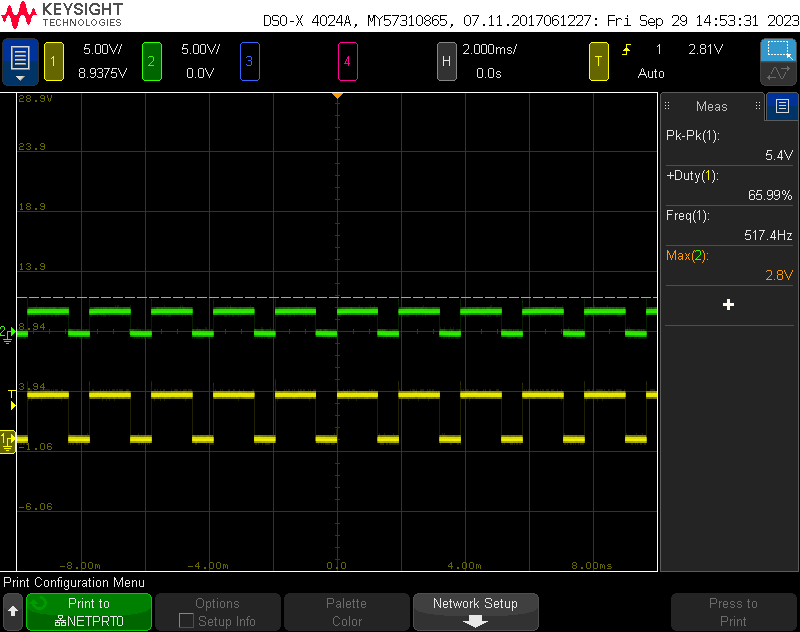 KEYSIGHT
TECHNOLOGIES
DSO-X 4024A, MY57310865, 07.11.2017061227: Fri Sep 29 14:53:31 2023
1 5.00V/ 2 5.00V/ 3 4 H 2.000ms/ T 1 2.81V
8.9375V 0.0V 0.0s Auto
28.9V
23.9
18.9
13.9
8.94
3.94
-1.06
-6.06
2
T
1
-8.00m -4.00m 0.0 4.00m 8.00ms
Meas
Pk-Pk(1):
5.4V
+Duty(1):
65.99%
Freq(1):
517.4Hz
Max(2):
2.8V
+
Print Configuration Menu
Print to
NETPRT0
Options
Setup Info
Palette
Color
Network Setup
Press to
Print